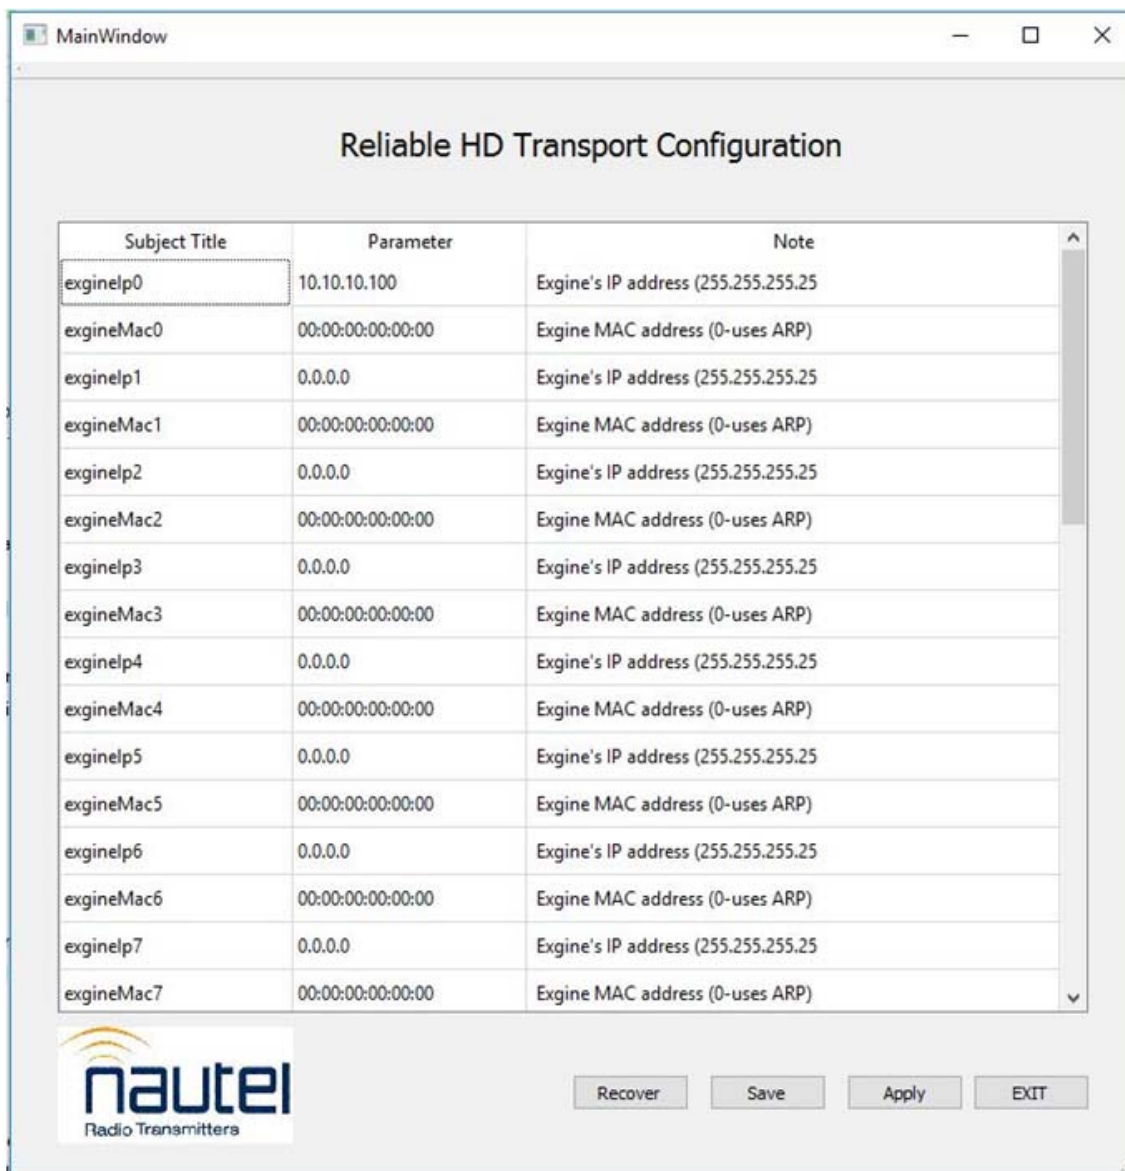 MainWindow
Reliable HD Transport Configuration
Subject Title Parameter Note
exgineIp0 10.10.10.100 Exgine's IP address (255.255.255.25
exgineMac0 00:00:00:00:00:00 Exgine MAC address (0-uses ARP)
exgineIp1 0.0.0.0 Exgine's IP address (255.255.255.25
exgineMac1 00:00:00:00:00:00 Exgine MAC address (0-uses ARP)
exgineIp2 0.0.0.0 Exgine's IP address (255.255.255.25
exgineMac2 00:00:00:00:00:00 Exgine MAC address (0-uses ARP)
exgineIp3 0.0.0.0 Exgine's IP address (255.255.255.25
exgineMac3 00:00:00:00:00:00 Exgine MAC address (0-uses ARP)
exgineIp4 0.0.0.0 Exgine's IP address (255.255.255.25
exgineMac4 00:00:00:00:00:00 Exgine MAC address (0-uses ARP)
exgineIp5 0.0.0.0 Exgine's IP address (255.255.255.25
exgineMac5 00:00:00:00:00:00 Exgine MAC address (0-uses ARP)
exgineIp6 0.0.0.0 Exgine's IP address (255.255.255.25
exgineMac6 00:00:00:00:00:00 Exgine MAC address (0-uses ARP)
exgineIp7 0.0.0.0 Exgine's IP address (255.255.255.25
exgineMac7 00:00:00:00:00:00 Exgine MAC address (0-uses ARP)
nautel
Radio Transmitters
Recover Save Apply EXIT